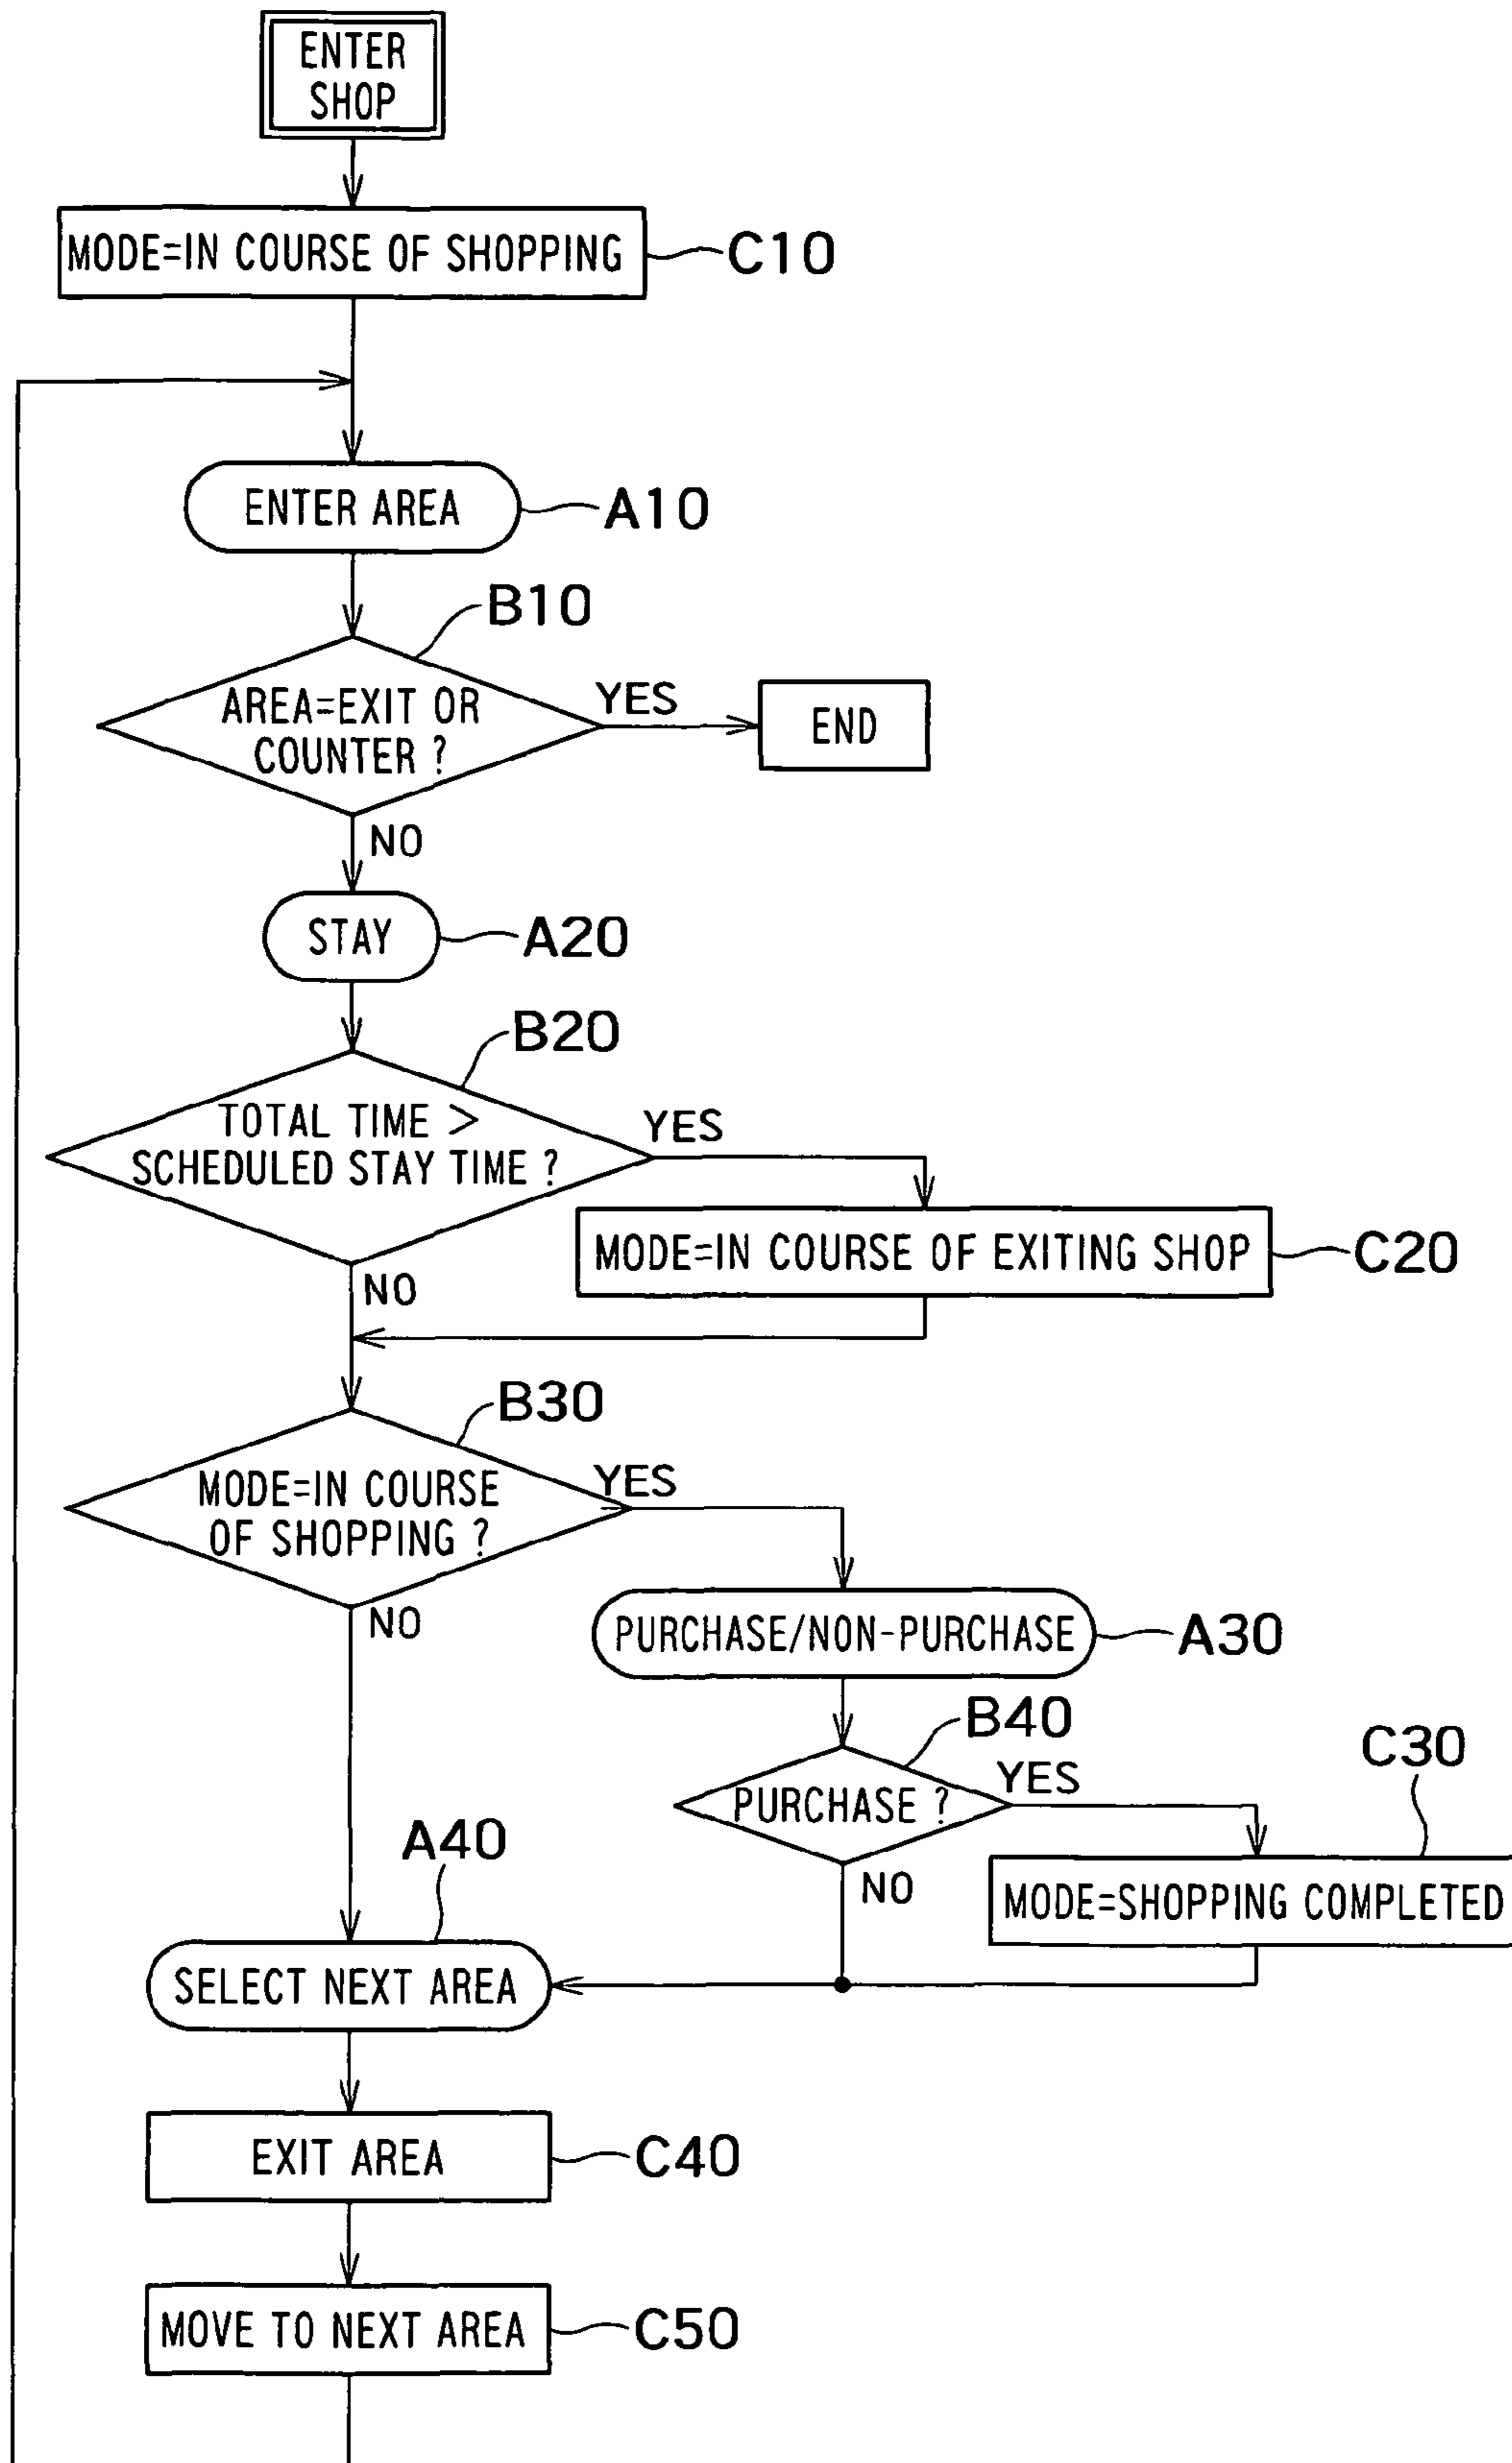 ENTER
SHOP
MODE=IN COURSE OF SHOPPING
C10
ENTER AREA
A10
B10
AREA=EXIT OR
COUNTER ?
YES
END
NO
STAY
A20
B20
TOTAL TIME >
SCHEDULED STAY TIME ?
YES
MODE=IN COURSE OF EXITING SHOP
C20
NO
B30
MODE=IN COURSE
OF SHOPPING ?
YES
NO
PURCHASE/NON-PURCHASE
A30
B40
PURCHASE ?
YES
C30
NO
MODE=SHOPPING COMPLETED
A40
SELECT NEXT AREA
EXIT AREA
C40
MOVE TO NEXT AREA
C50